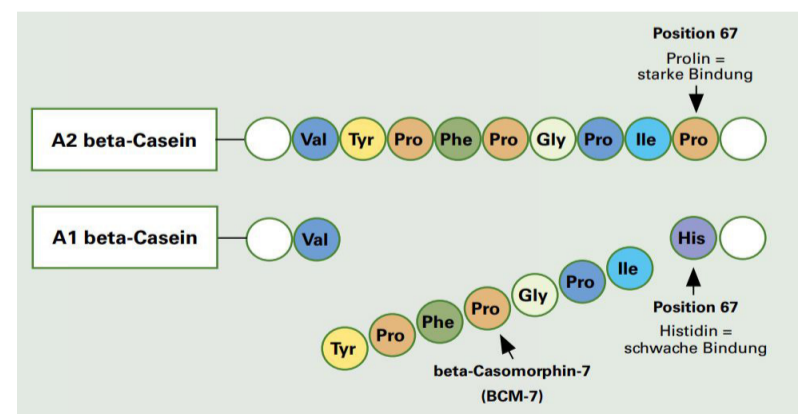 Position 67
Prolin =
starke Bindung
A2 beta-Casein
Val Tyr Pro Phe Pro Gly Pro Ile Pro
A1 beta-Casein
Val
His
Tyr Pro Phe Pro Gly Pro Ile
Position 67
Histidin =
schwache Bindung
beta-Casomorphin-7
(BCM-7)